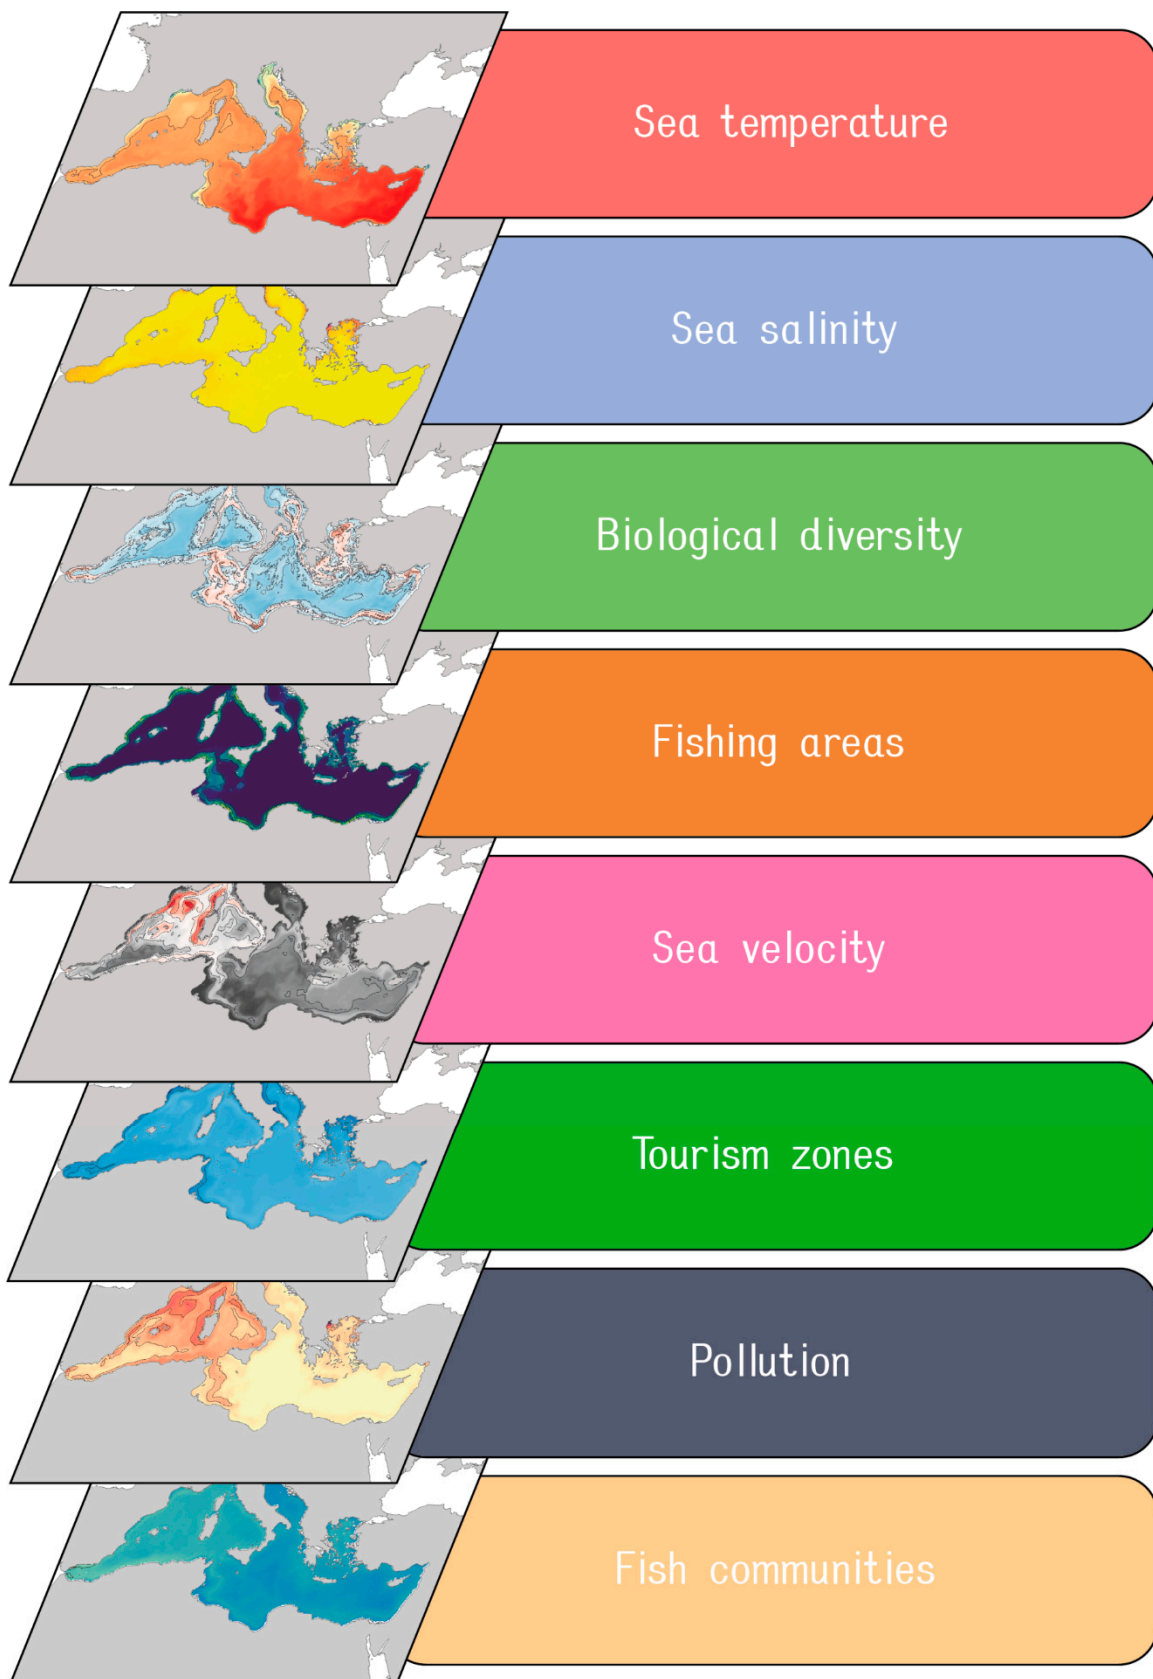 Sea temperature
Sea salinity
Biological diversity
Fishing areas
Sea velocity
Tourism zones
Pollution
Fish communities